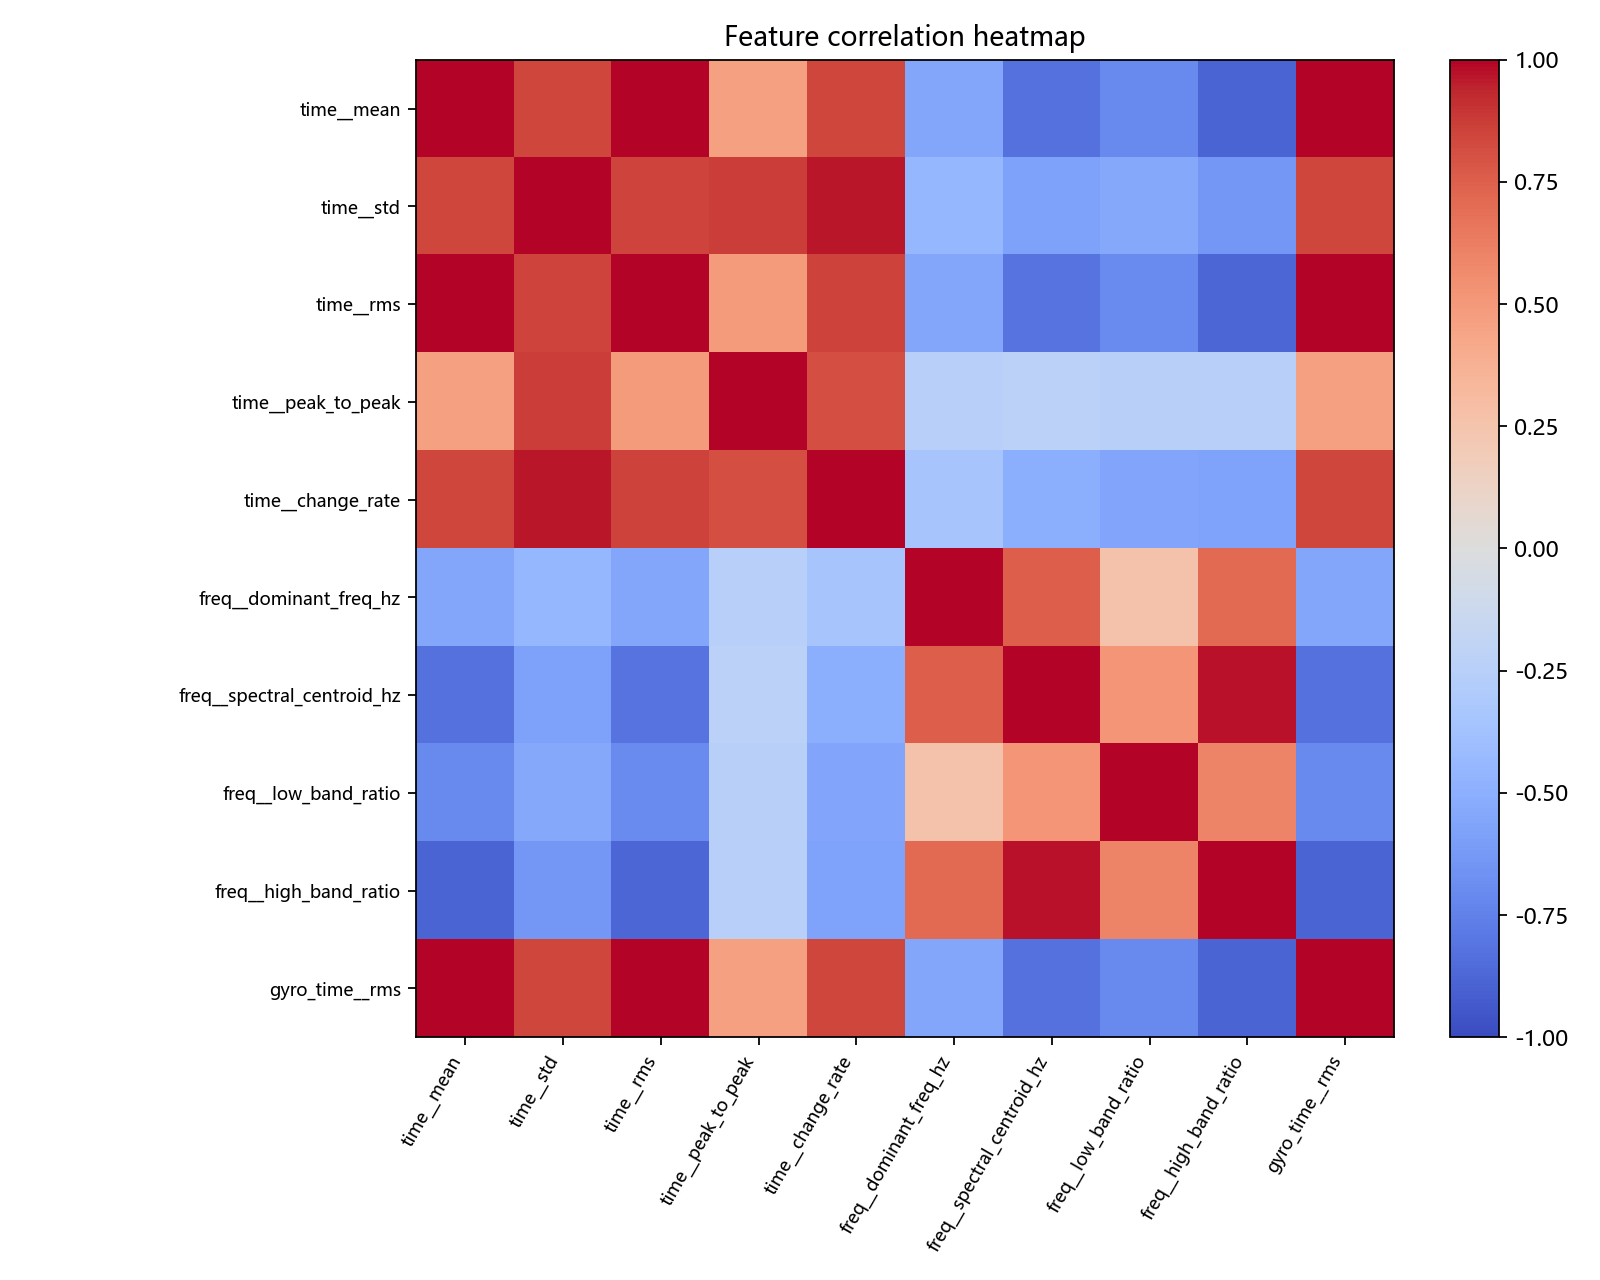 Feature correlation heatmap
time__mean
time__std
time__rms
time__peak_to_peak
time__change_rate
freq__dominant_freq_hz
freq__spectral_centroid_hz
freq__low_band_ratio
freq__high_band_ratio
gyro_time__rms
time__mean
time__std
time__rms
time__peak_to_peak
time__change_rate
freq__dominant_freq_hz
freq__spectral_centroid_hz
freq__low_band_ratio
freq__high_band_ratio
gyro_time__rms
1.00
0.75
0.50
0.25
0.00
-0.25
-0.50
-0.75
-1.00